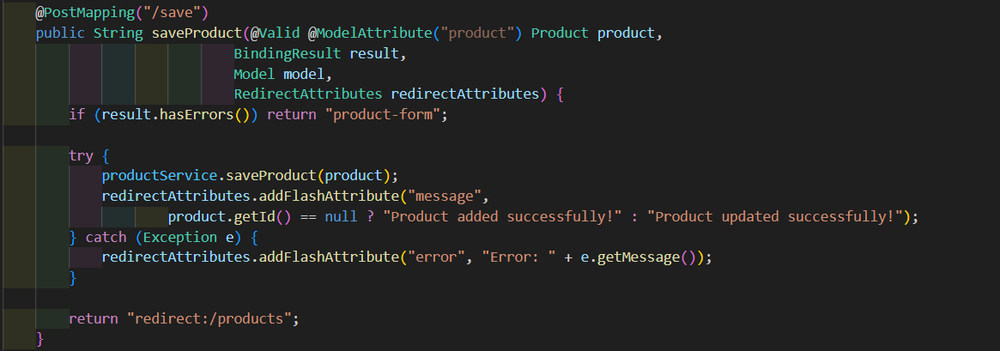 @PostMapping("/save")
public String saveProduct(@Valid @ModelAttribute("product") Product product,
BindingResult result,
Model model,
RedirectAttributes redirectAttributes) {
if (result.hasErrors()) return "product-form";
try {
productService.saveProduct(product);
redirectAttributes.addFlashAttribute("message",
product.getId() == null ? "Product added successfully!" : "Product updated successfully!");
} catch (Exception e) {
redirectAttributes.addFlashAttribute("error", "Error: " + e.getMessage());
}
return "redirect:/products";
}